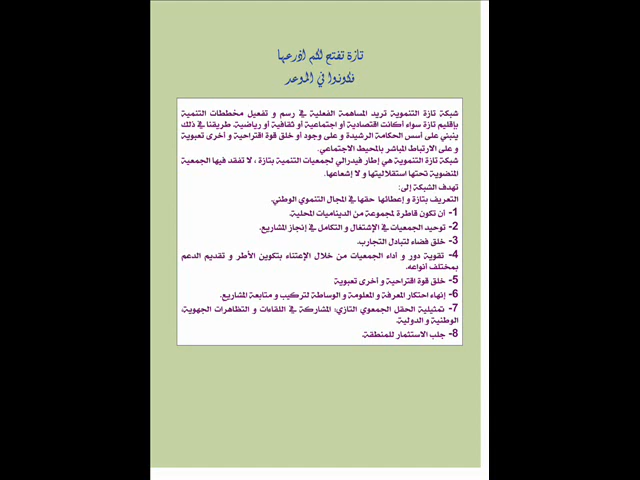 تازة تفتح لكم اذرعها
فكونوا في الموعد
شبكة تازة التنموية تريد المساهمة الفعلية في رسم و تفعيل مخططات التنمية
بإقليم تازة سواء أكانت اقتصادية أو اجتماعية أو ثقافية أو رياضية. طريقنا في ذلك
ينبني على أسس الحكامة الرشيدة و على وجود أو خلق قوة اقتراحية و أخرى تعبوية
و على الارتباط المباشر بالمحيط الاجتماعي.
شبكة تازة التنموية هي إطار فيدرالي لجمعيات التنمية بتازة ، لا تفقد فيها الجمعية
المنضوية تحتها استقلاليتها و لا إشعاعها.
تهدف الشبكة إلى:
التعريف بتازة و إعطائها حقها في المجال التنموي الوطني.
1- أن تكون قاطرة لمجموعة من الديناميات المحلية.
2- توحيد الجمعيات في الإشتغال و التكامل في إنجاز المشاريع.
3- خلق فضاء لتبادل التجارب.
4- تقوية دور و أداء الجمعيات من خلال الإعتناء بتكوين الأطر و تقديم الدعم
بمختلف أنواعه.
5- خلق قوة اقتراحية و أخرى تعبوية
6- إنهاء احتكار المعرفة و المعلومة و الوساطة لتركيب و متابعة المشاريع.
7- تمثيلية الحقل الجمعوي التازي: المشاركة في اللقاءات و التظاهرات الجهوية،
الوطنية و الدولية.
8- جلب الاستثمار للمنطقة.